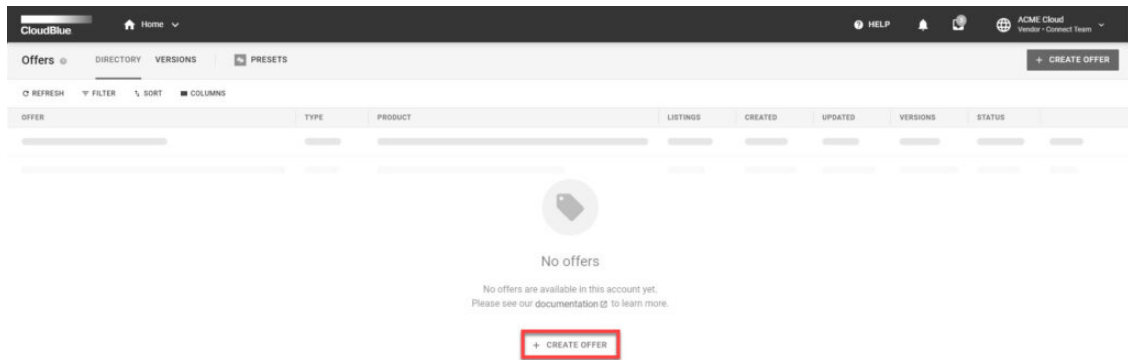 CloudBlue
Home
HELP
ACME Cloud
Vendor • Connect Team
Offers
DIRECTORY
VERSIONS
PRESETS
+ CREATE OFFER
REFRESH
FILTER
SORT
COLUMNS
OFFER
TYPE
PRODUCT
LISTINGS
CREATED
UPDATED
VERSIONS
STATUS
No offers
No offers are available in this account yet.
Please see our documentation to learn more.
+ CREATE OFFER